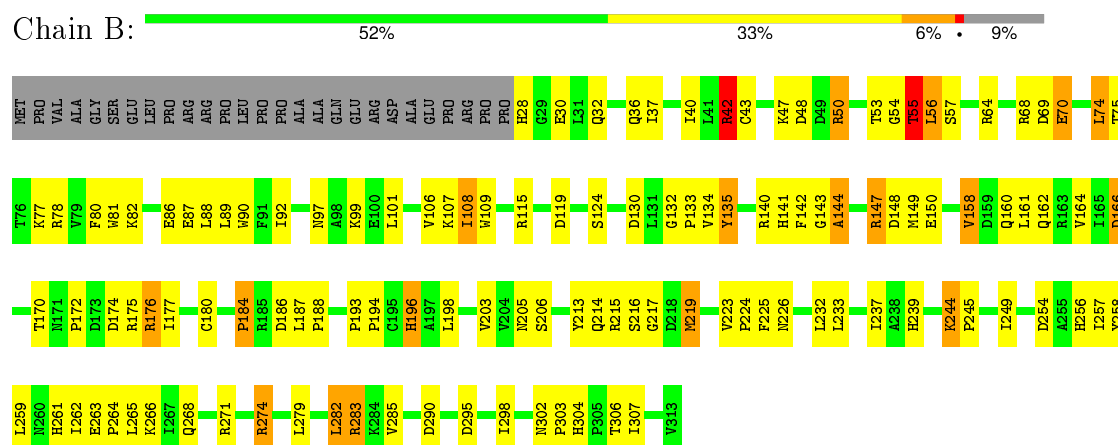 Chain B:
52% 33% 6% • 9%
MET PRO VAL ALA GLY SER GLU LEU PRO ARG ARG PRO LEU PRO PRO ALA ALA GLN GLU ARG ASP ALA GLU PRO ARG PRO PRO H28 G29 E30 L31 Q32 Q36 I37 I40 L41 R42 C43 K47 D48 D49 R50 T53 G54 T55 L56 S57 R64 R68 D69 E70 L74 T75
T76 K77 R78 V79 F80 W81 K82 E86 E87 L88 L89 W90 F91 I92 N97 A98 K99 E100 L101 V106 K107 I108 W109 R115 D119 S124 D130 L131 G132 P133 V134 Y135 R140 H141 F142 G143 A144 R147 D148 M149 E150 V158 D159 Q160 L161 Q162 R163 V164 I165 D166
T170 N171 P172 D173 D174 R175 R176 I177 C180 P184 R185 D186 L187 P188 P193 P194 C195 H196 A197 L198 V203 V204 N205 S206 Y213 Q214 R215 S216 G217 D218 M219 V223 P224 F225 N226 L232 L233 I237 A238 H239 K244 P245 I249 D254 A255 H256 I257 Y258
L259 N260 H261 I262 E263 P264 L265 K266 I267 Q268 R271 R274 L279 L282 R283 K284 V285 D290 D295 I298 N302 P303 H304 P305 T306 I307 V313